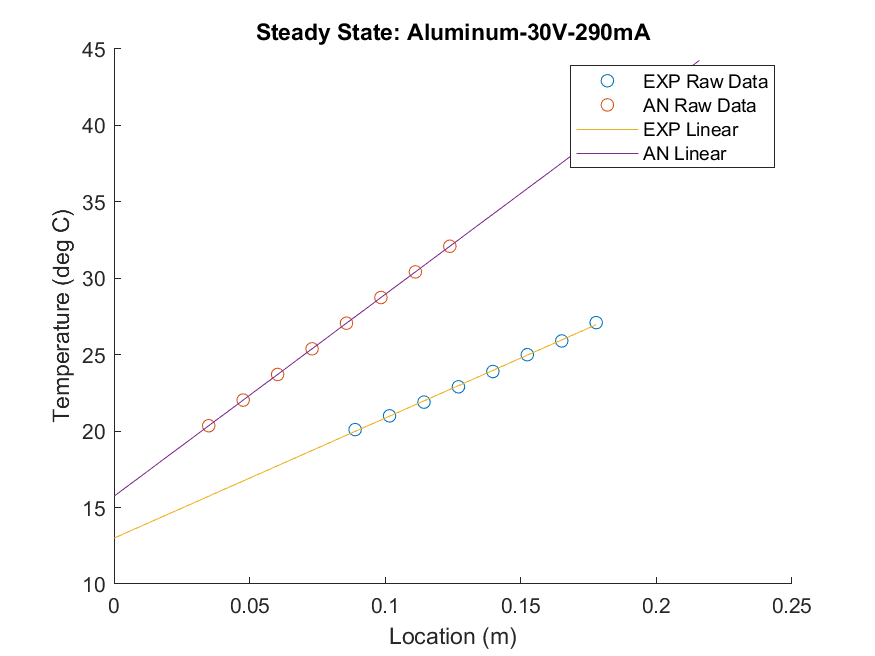 Steady State: Aluminum-30V-290mA
45
40
35
30
25
20
15
10
Temperature (deg C)
EXP Raw Data
AN Raw Data
EXP Linear
AN Linear
0
0.05
0.1
0.15
0.2
0.25
Location (m)